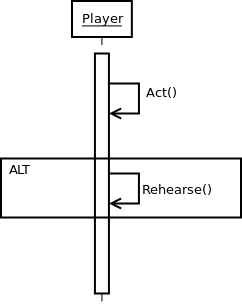 Player
Act()
ALT
Rehearse()